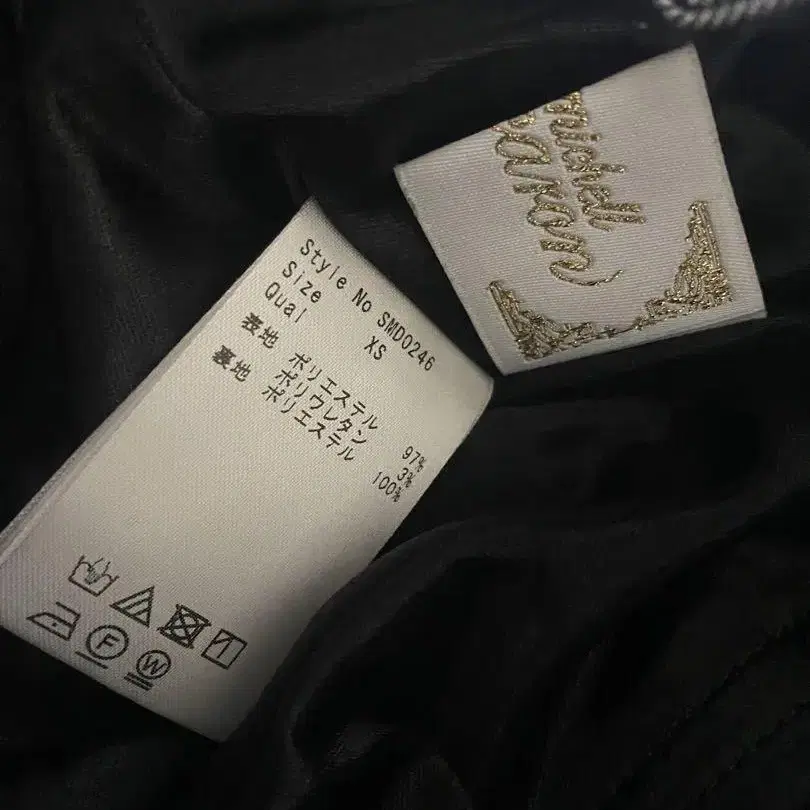 Style No SMD0246
Size XS
Qual
表地 ポリエステル 97%
ポリウレタン 3%
裏地 ポリエステル 100%
F
W
michell